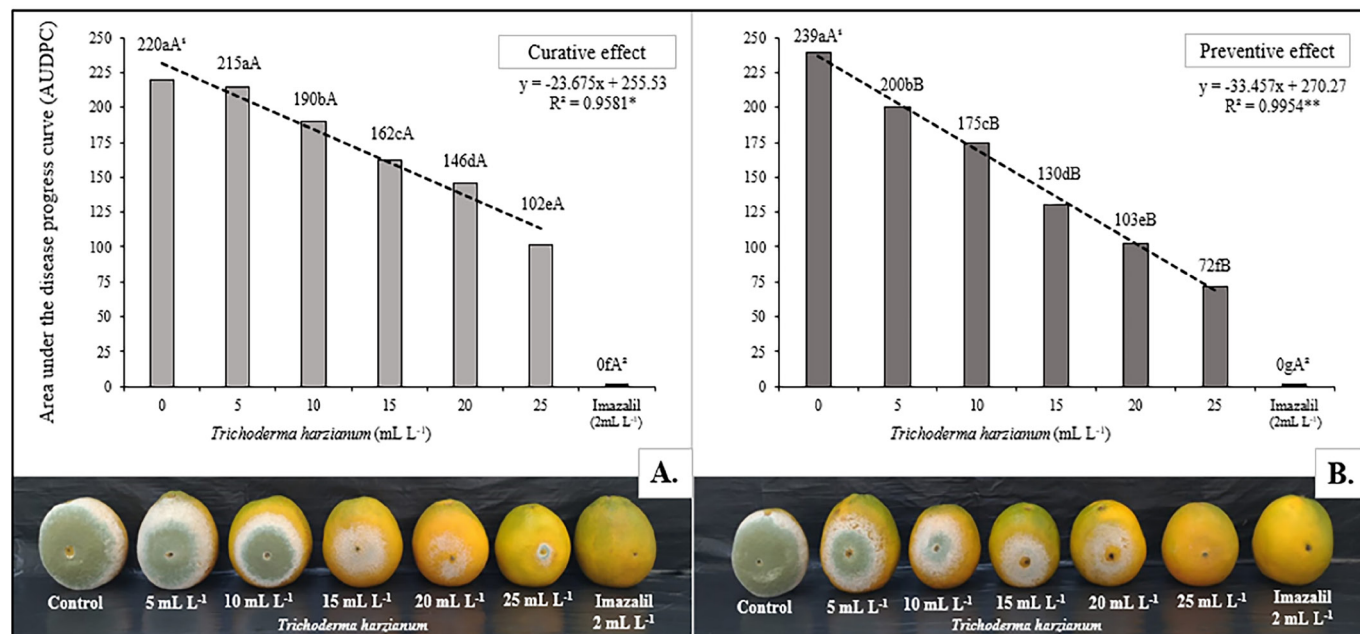 Area under the disease progress curve (AUDPC)
250
225
200
175
150
125
100
75
50
25
0
220aA²
215aA
190bA
162cA
146dA
102eA
0fA²
Curative effect
y = -23.675x + 255.53
R² = 0.9581*
0 5 10 15 20 25 Imazalil
(2mL L⁻¹)
Trichoderma harzianum (mL L⁻¹)
A.
Control 5 mL L⁻¹ 10 mL L⁻¹ 15 mL L⁻¹ 20 mL L⁻¹ 25 mL L⁻¹ Imazalil
2 mL L⁻¹
Trichoderma harzianum
250
225
200
175
150
125
100
75
50
25
0
239aA²
200bB
175cB
130dB
103eB
72fB
0gA²
Preventive effect
y = -33.457x + 270.27
R² = 0.9954**
0 5 10 15 20 25 Imazalil
(2mL L⁻¹)
Trichoderma harzianum (mL L⁻¹)
B.
Control 5 mL L⁻¹ 10 mL L⁻¹ 15 mL L⁻¹ 20 mL L⁻¹ 25 mL L⁻¹ Imazalil
2 mL L⁻¹
Trichoderma harzianum